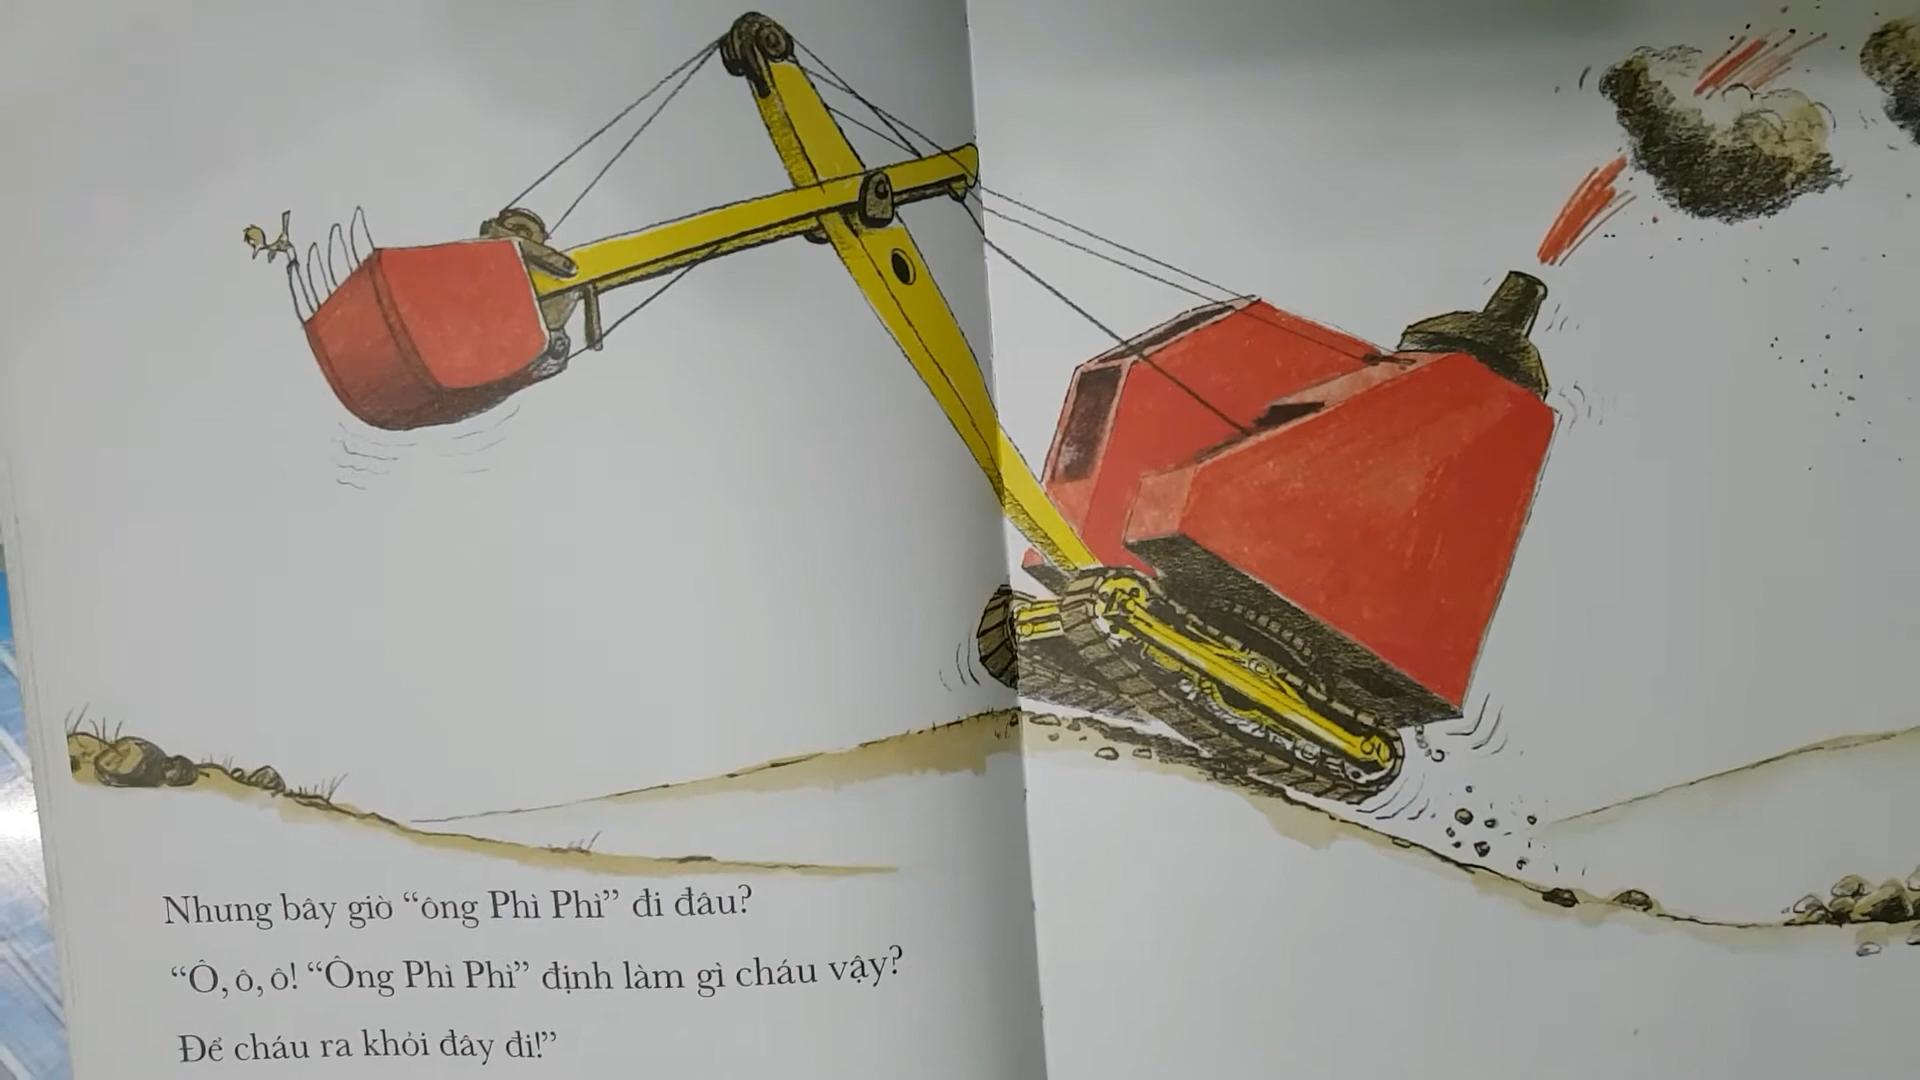 Nhưng bây giờ “ông Phì Phì” đi đâu?
“Ô, ô, ô! “Ông Phì Phì” định làm gì cháu vậy?
Để cháu ra khỏi đây đi!”